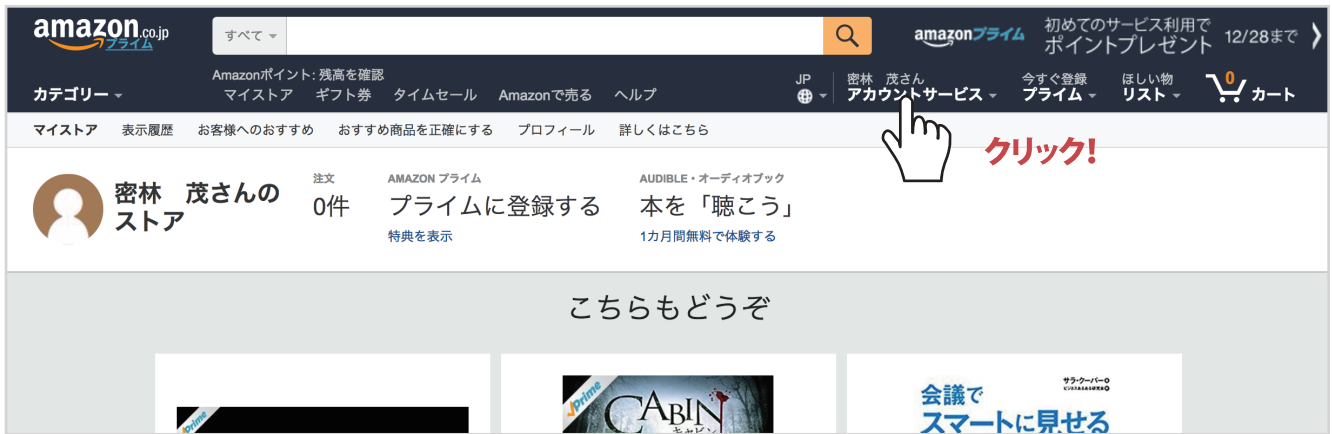 amazon.co.jp
プライム
すべて
amazonプライム
初めてのサービス利用で
ポイントプレゼント
12/28まで
カテゴリー
Amazonポイント: 残高を確認
マイストア ギフト券 タイムセール Amazonで売る ヘルプ
JP
密林 茂さん
アカウントサービス
今すぐ登録
プライム
ほしい物
リスト
0
カート
マイストア 表示履歴 お客様へのおすすめ おすすめ商品を正確にする プロフィール 詳しくはこちら
クリック!
密林 茂さんの
ストア
注文
0件
AMAZON プライム
プライムに登録する
特典を表示
AUDIBLE・オーディオブック
本を「聴こう」
1カ月間無料で体験する
こちらもどうぞ
Prime
Prime
CABIN
キャビン
サラ・クーパー●
会議で
スマートに見せる